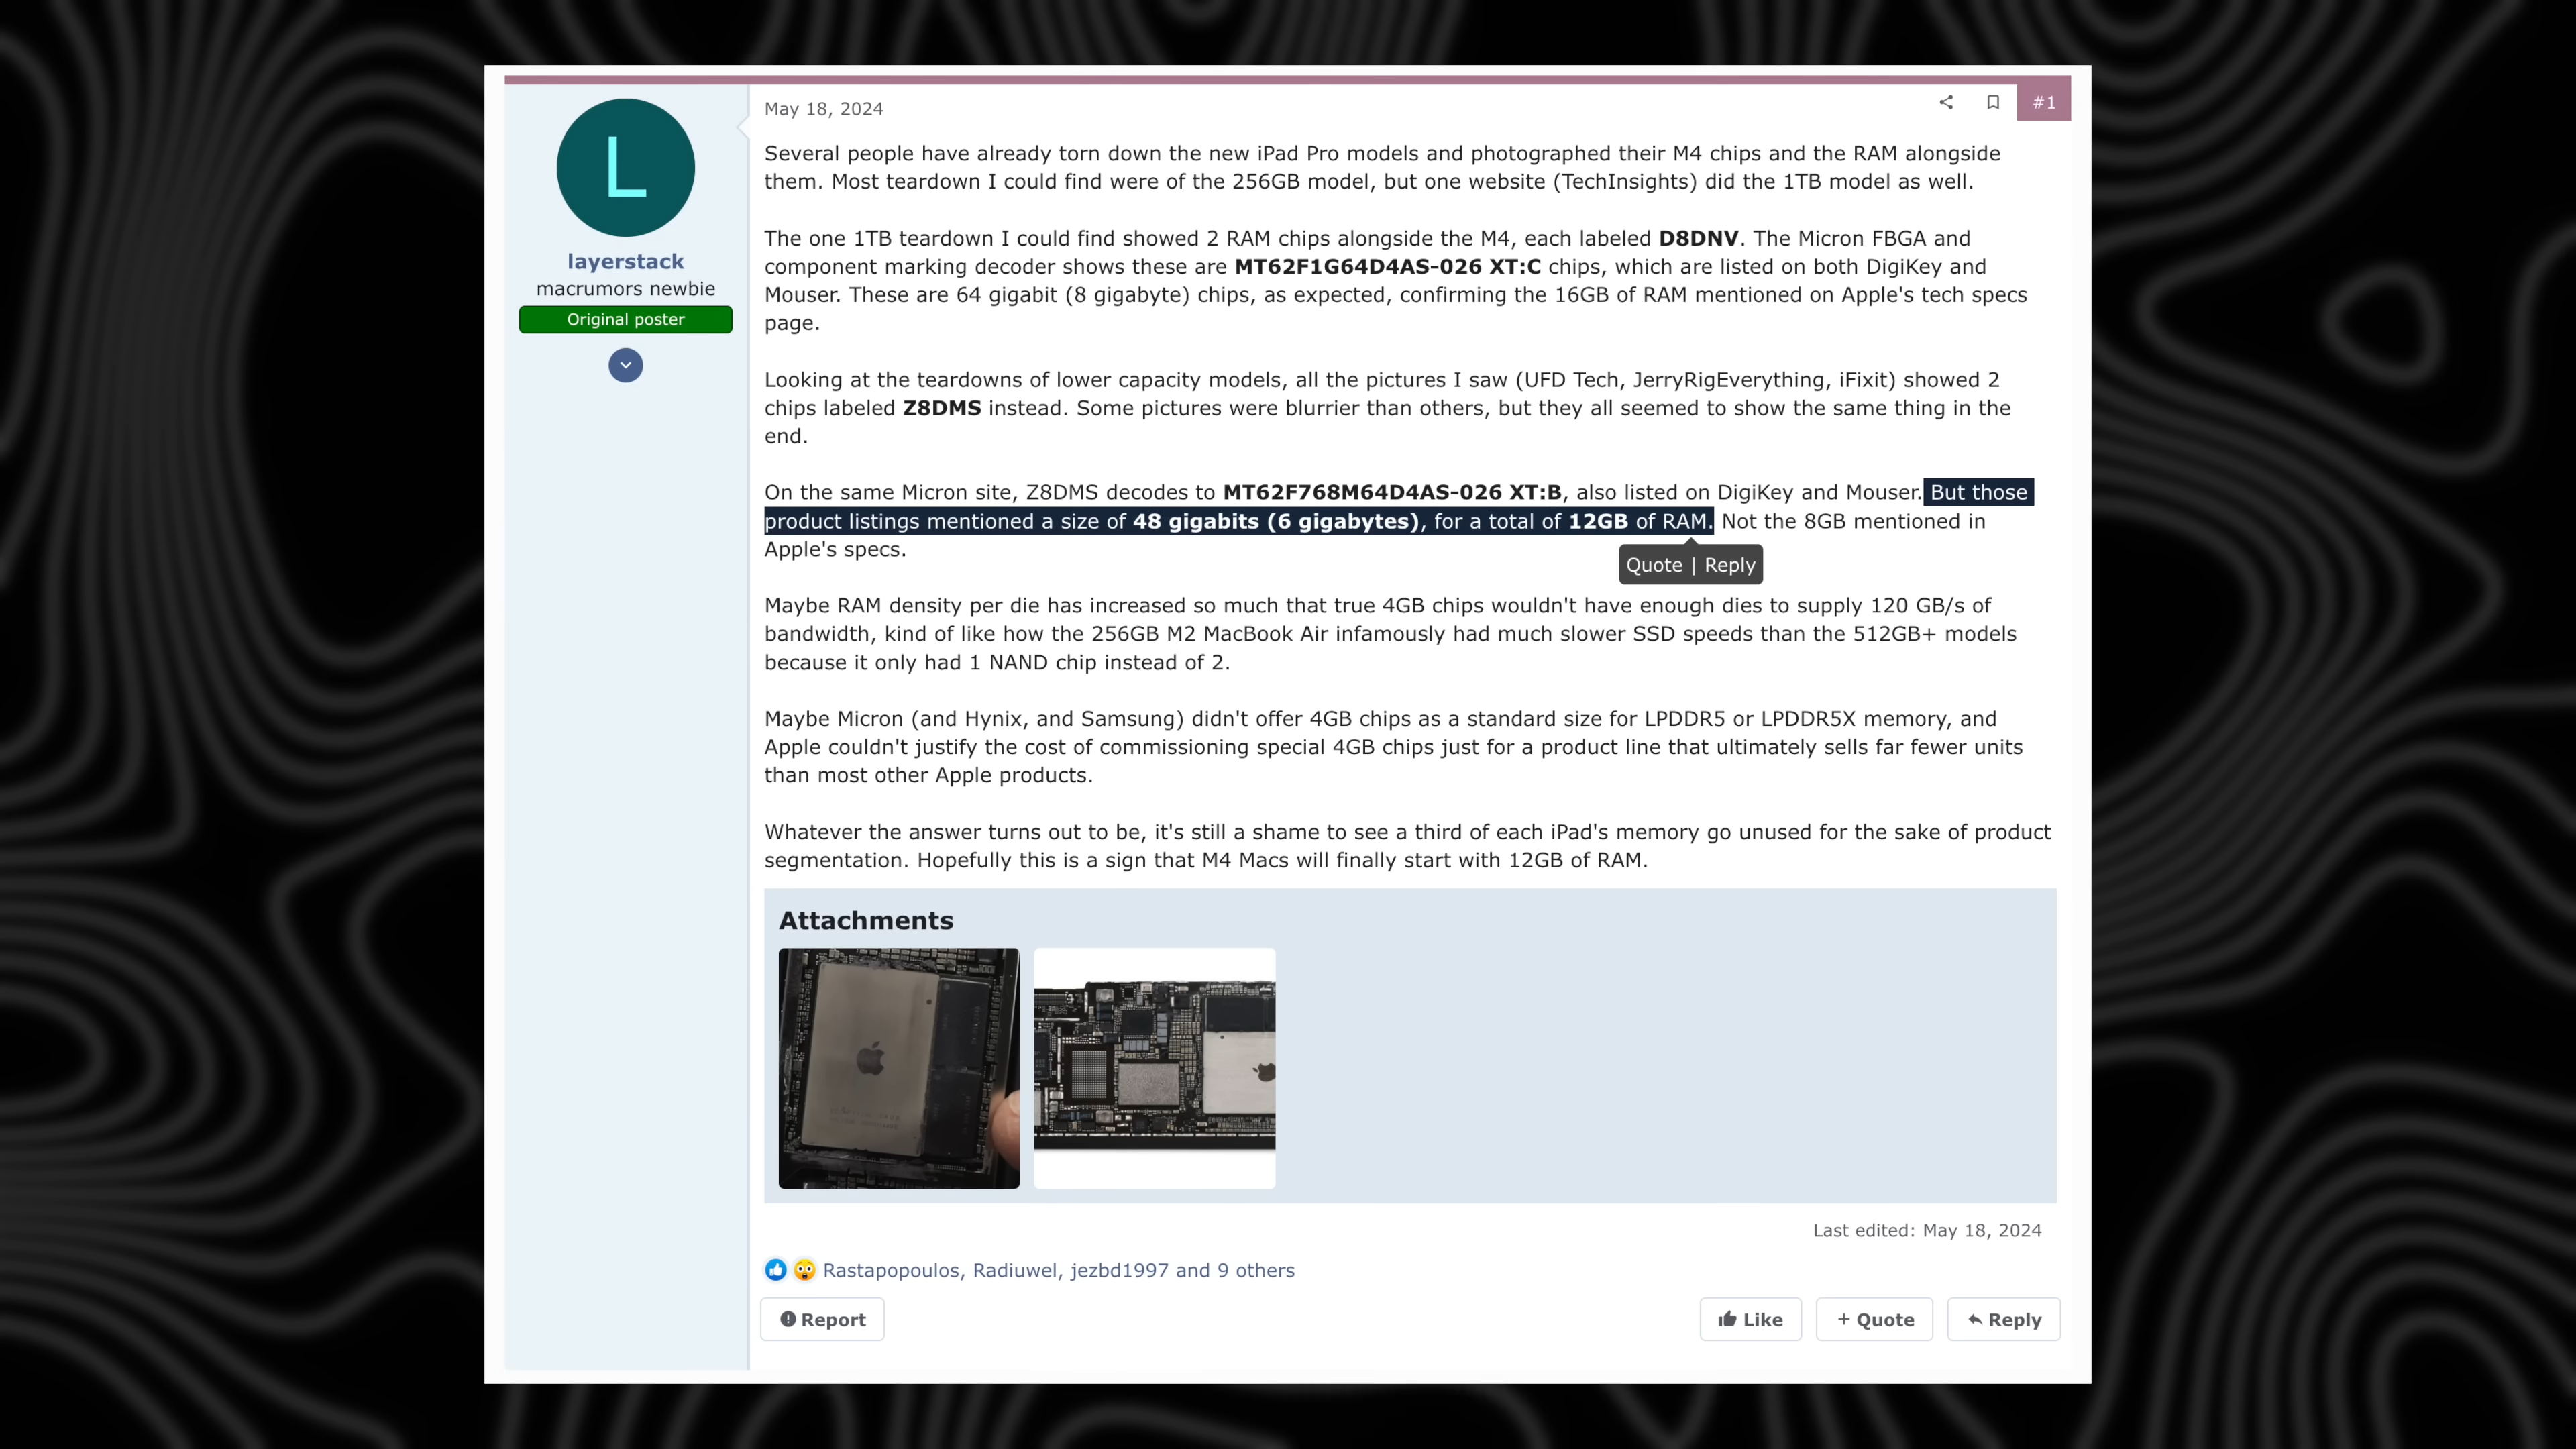 L
layerstack
macrumors newbie
Original poster
May 18, 2024
#1
Several people have already torn down the new iPad Pro models and photographed their M4 chips and the RAM alongside
them. Most teardown I could find were of the 256GB model, but one website (TechInsights) did the 1TB model as well.
The one 1TB teardown I could find showed 2 RAM chips alongside the M4, each labeled D8DNV. The Micron FBGA and
component marking decoder shows these are MT62F1G64D4AS-026 XT:C chips, which are listed on both DigiKey and
Mouser. These are 64 gigabit (8 gigabyte) chips, as expected, confirming the 16GB of RAM mentioned on Apple's tech specs
page.
Looking at the teardowns of lower capacity models, all the pictures I saw (UFD Tech, JerryRigEverything, iFixit) showed 2
chips labeled Z8DMS instead. Some pictures were blurrier than others, but they all seemed to show the same thing in the
end.
On the same Micron site, Z8DMS decodes to MT62F768M64D4AS-026 XT:B, also listed on DigiKey and Mouser. But those
product listings mentioned a size of 48 gigabits (6 gigabytes), for a total of 12GB of RAM. Not the 8GB mentioned in
Apple's specs.
Quote | Reply
Maybe RAM density per die has increased so much that true 4GB chips wouldn't have enough dies to supply 120 GB/s of
bandwidth, kind of like how the 256GB M2 MacBook Air infamously had much slower SSD speeds than the 512GB+ models
because it only had 1 NAND chip instead of 2.
Maybe Micron (and Hynix, and Samsung) didn't offer 4GB chips as a standard size for LPDDR5 or LPDDR5X memory, and
Apple couldn't justify the cost of commissioning special 4GB chips just for a product line that ultimately sells far fewer units
than most other Apple products.
Whatever the answer turns out to be, it's still a shame to see a third of each iPad's memory go unused for the sake of product
segmentation. Hopefully this is a sign that M4 Macs will finally start with 12GB of RAM.
Attachments
Last edited: May 18, 2024
Rastapopoulos, Radiuwel, jezbd1997 and 9 others
Report
Like
+ Quote
Reply